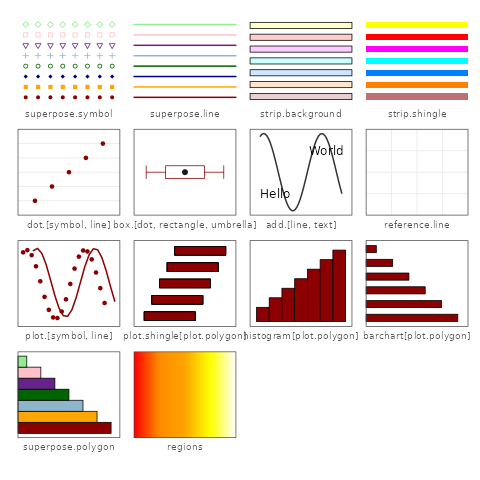 superpose.symbol superpose.line strip.background strip.shingle
World
Hello
dot.[symbol, line] box.[dot, rectangle, umbrella] add.[line, text] reference.line
plot.[symbol, line] plot.shingle[plot.polygon] histogram[plot.polygon] barchart[plot.polygon]
superpose.polygon regions